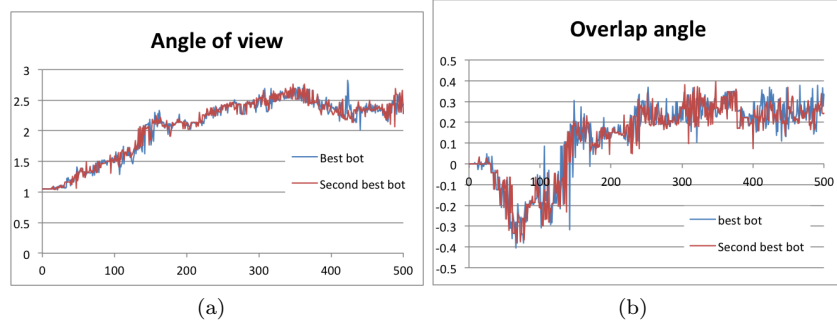 Angle of view
3
2.5
2
1.5
1
0.5
0
0 100 200 300 400 500
Best bot
Second best bot
(a)
Overlap angle
0.5
0.4
0.3
0.2
0.1
0
-0.1
-0.2
-0.3
-0.4
-0.5
0 100 200 300 400 500
best bot
Second best bot
(b)